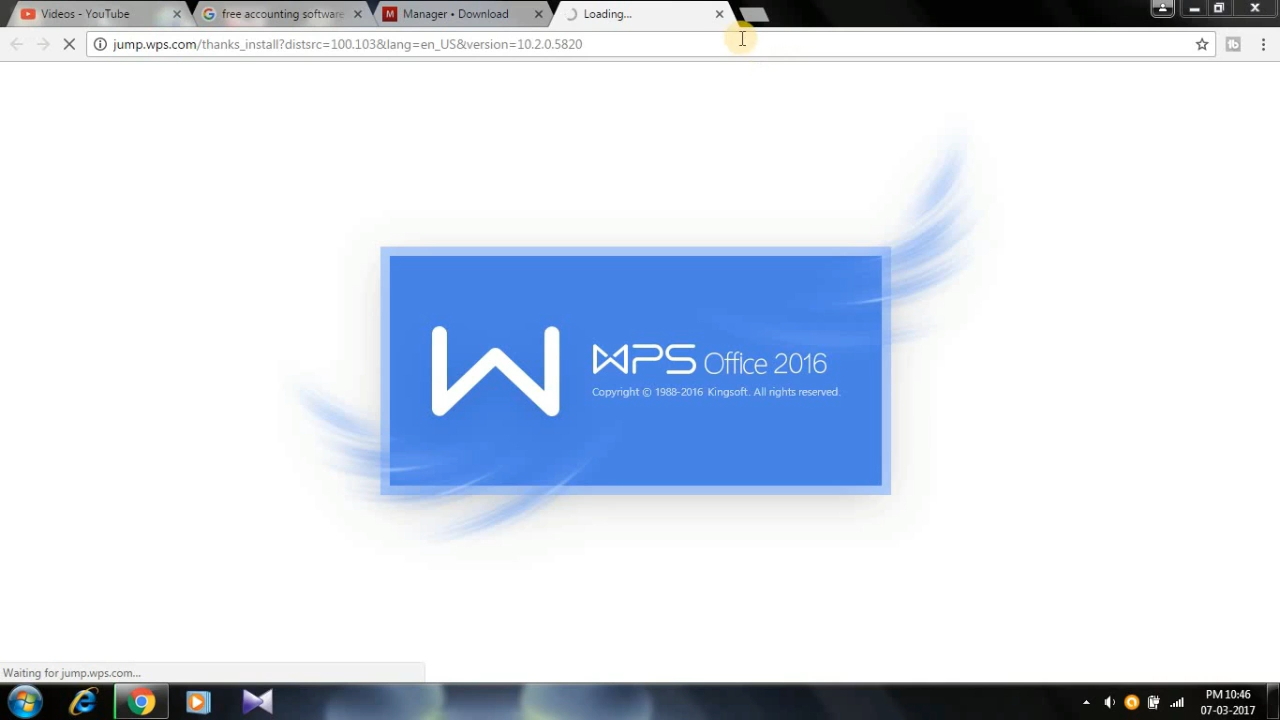 Videos - YouTube
free accounting software
Manager • Download
Loading...
jump.wps.com/thanks_install?distsrc=100.103&lang=en_US&version=10.2.0.5820
WPS Office 2016
Copyright © 1988-2016 Kingsoft. All rights reserved.
Waiting for jump.wps.com...
PM 10:46
07-03-2017